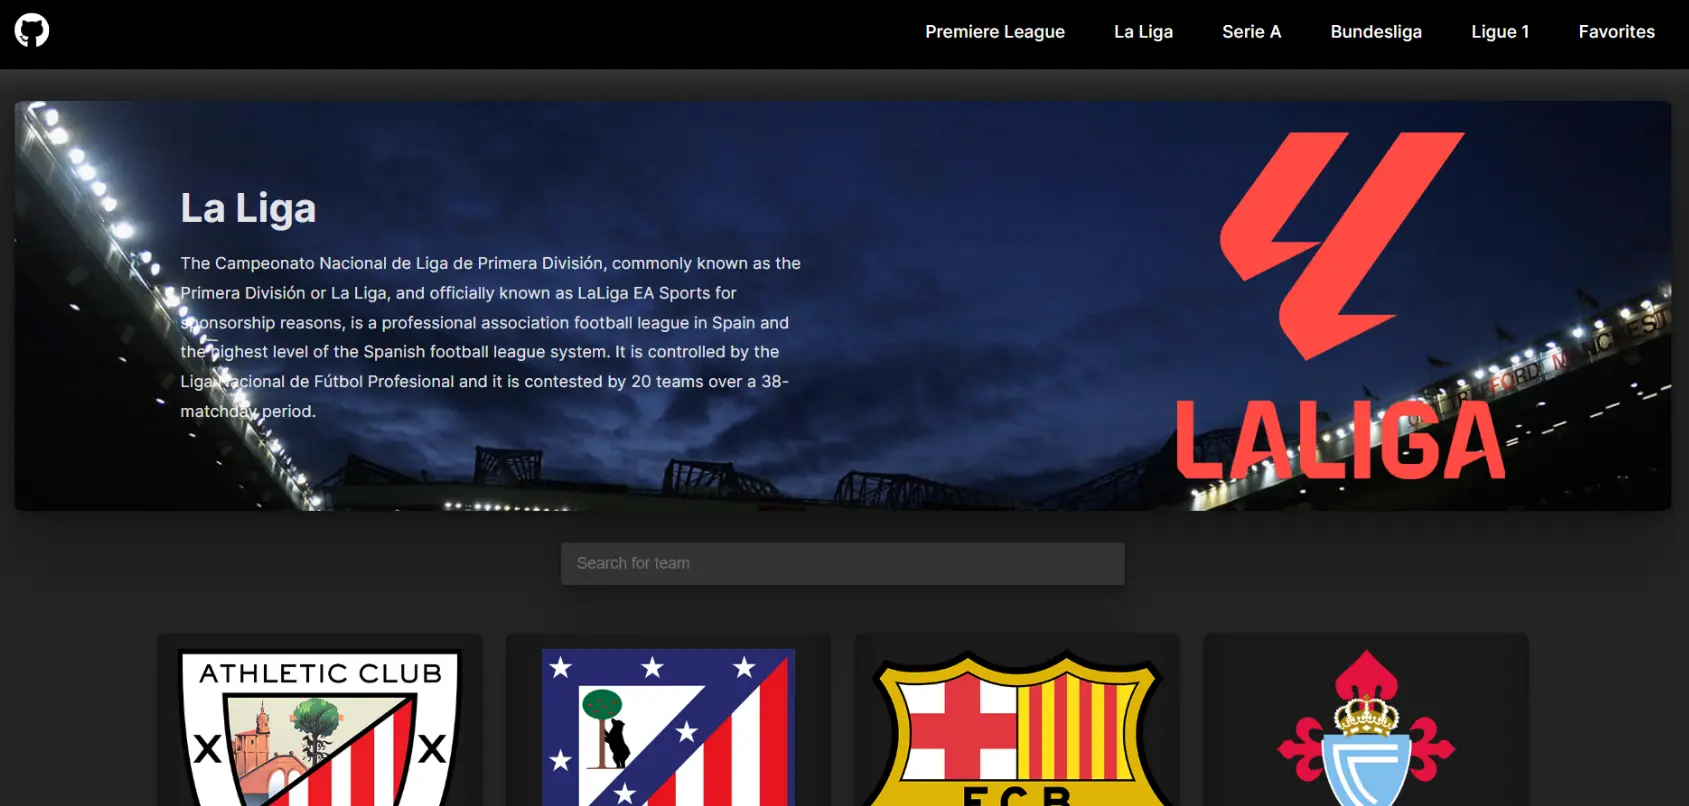 Premiere League La Liga Serie A Bundesliga Ligue 1 Favorites
La Liga
The Campeonato Nacional de Liga de Primera División, commonly known as the
Primera División or La Liga, and officially known as LaLiga EA Sports for
sponsorship reasons, is a professional association football league in Spain and
the highest level of the Spanish football league system. It is controlled by the
Liga Nacional de Fútbol Profesional and it is contested by 20 teams over a 38-
matchday period.
LALIGA
Search for team
ATHLETIC CLUB
FCB